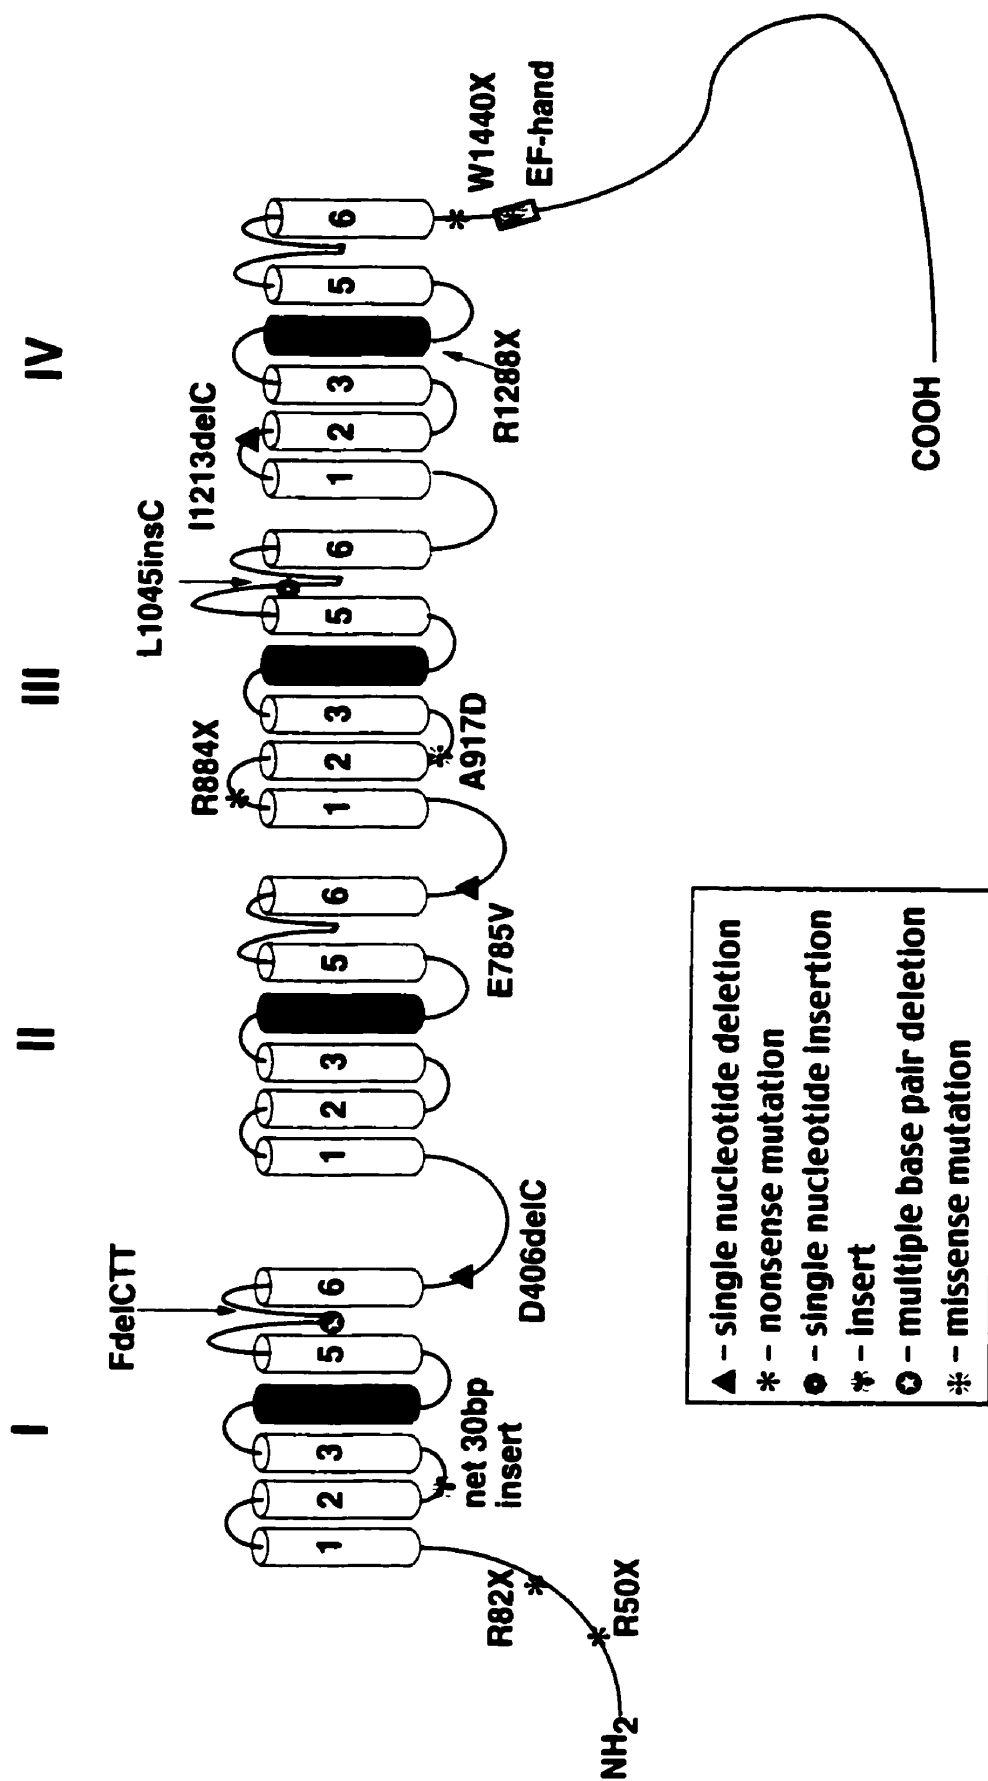 I
II
III
IV
FdelCTT
L1045insC
I1213delC
R884X
1
2
3
5
6
1
2
3
5
6
1
2
3
5
6
1
2
3
5
6
net 30bp
insert
D406delC
E785V
A917D
R1288X
W1440X
EF-hand
R82X
R50X
NH2
COOH
– single nucleotide deletion
– nonsense mutation
– single nucleotide insertion
– insert
– multiple base pair deletion
– missense mutation